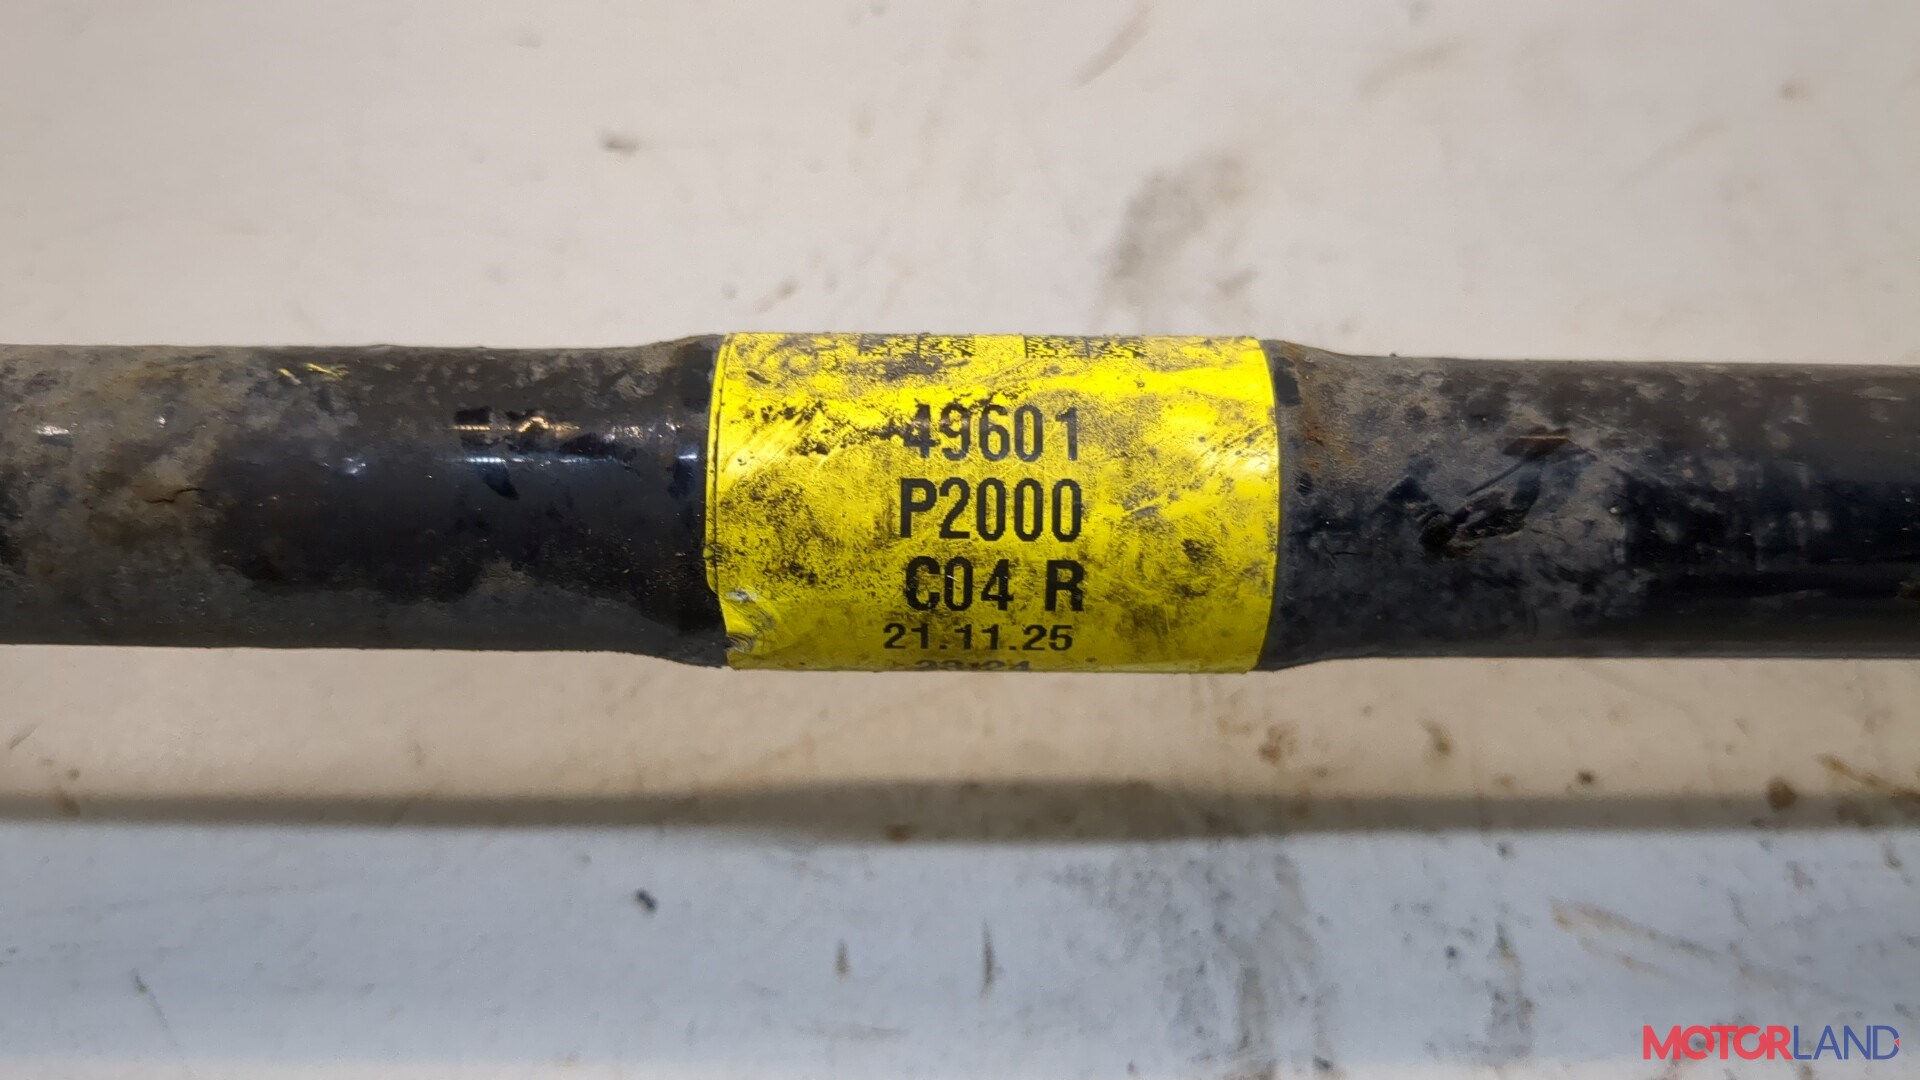 49601
P2000
C04 R
21.11.25
MOTORLAND